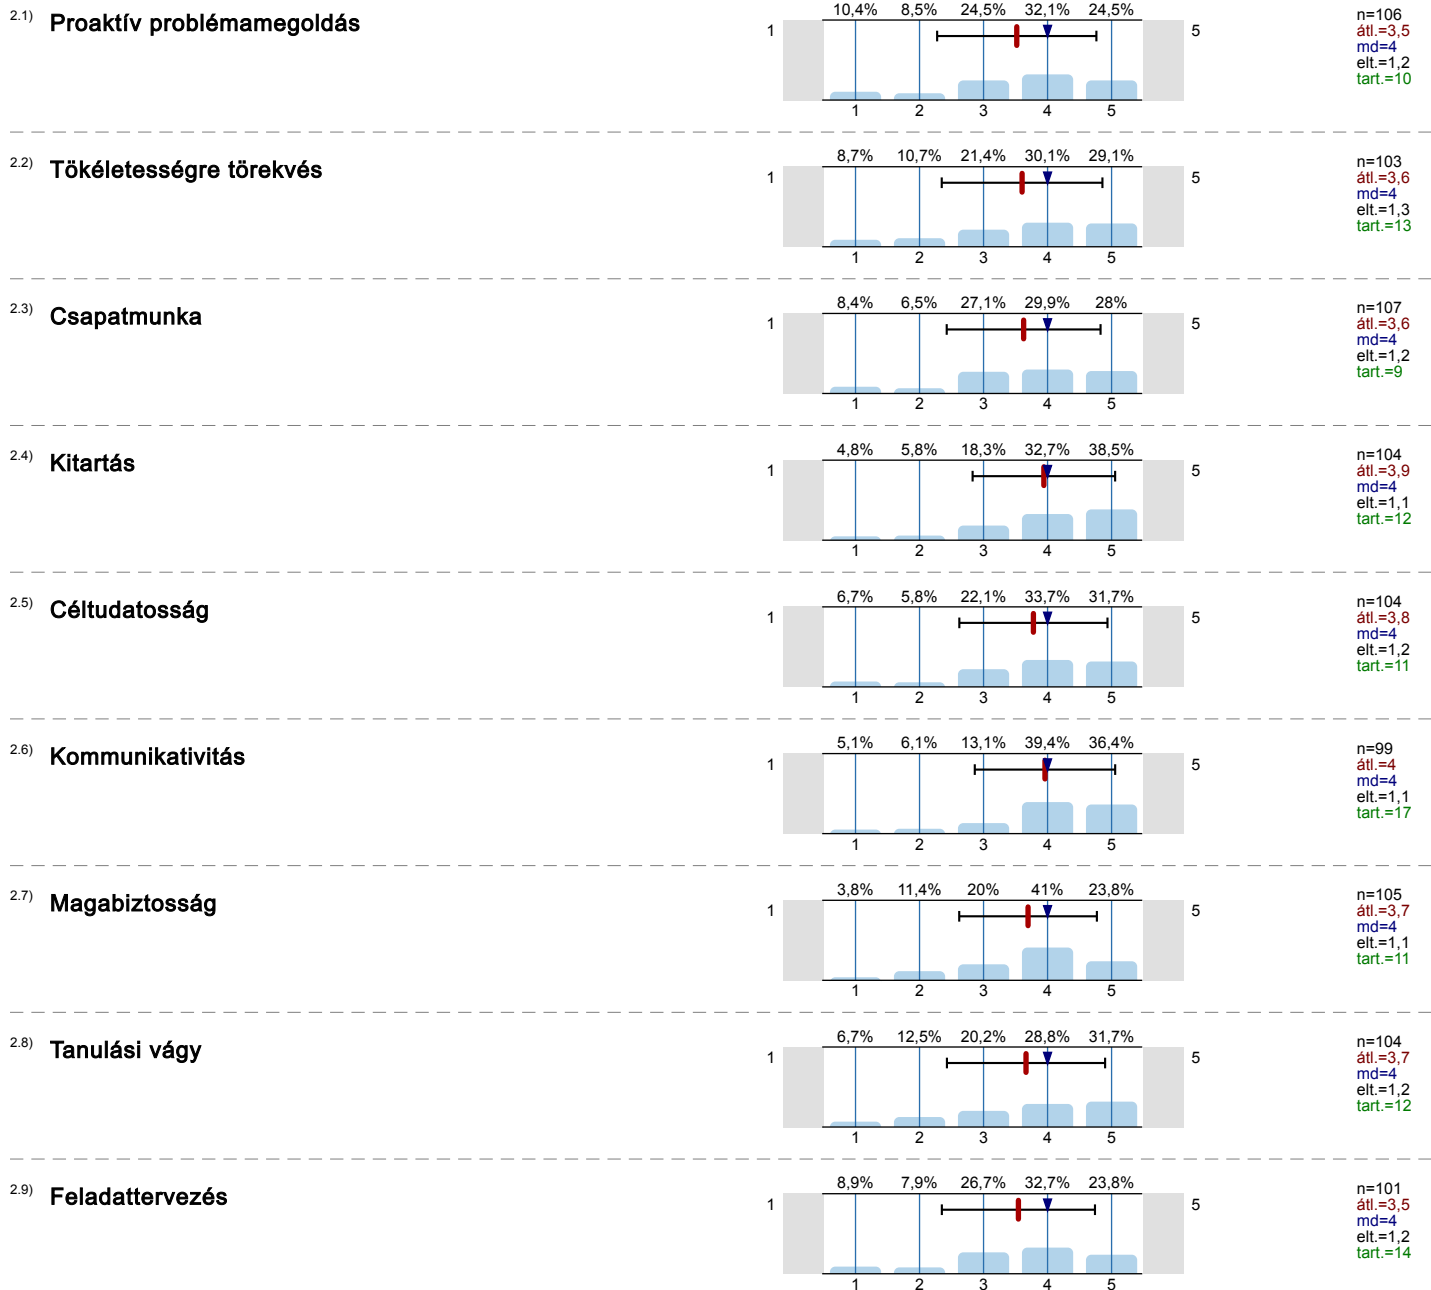 2.1) Proaktív problémamegoldás
10,4% 8,5% 24,5% 32,1% 24,5%
1 5
1 2 3 4 5
n=106
átl.=3,5
md=4
elt.=1,2
tart.=10
2.2) Tökéletességre törekvés
8,7% 10,7% 21,4% 30,1% 29,1%
1 5
1 2 3 4 5
n=103
átl.=3,6
md=4
elt.=1,3
tart.=13
2.3) Csapatmunka
8,4% 6,5% 27,1% 29,9% 28%
1 5
1 2 3 4 5
n=107
átl.=3,6
md=4
elt.=1,2
tart.=9
2.4) Kitartás
4,8% 5,8% 18,3% 32,7% 38,5%
1 5
1 2 3 4 5
n=104
átl.=3,9
md=4
elt.=1,1
tart.=12
2.5) Céltudatosság
6,7% 5,8% 22,1% 33,7% 31,7%
1 5
1 2 3 4 5
n=104
átl.=3,8
md=4
elt.=1,2
tart.=11
2.6) Kommunikativitás
5,1% 6,1% 13,1% 39,4% 36,4%
1 5
1 2 3 4 5
n=99
átl.=4
md=4
elt.=1,1
tart.=17
2.7) Magabiztosság
3,8% 11,4% 20% 41% 23,8%
1 5
1 2 3 4 5
n=105
átl.=3,7
md=4
elt.=1,1
tart.=11
2.8) Tanulási vágy
6,7% 12,5% 20,2% 28,8% 31,7%
1 5
1 2 3 4 5
n=104
átl.=3,7
md=4
elt.=1,2
tart.=12
2.9) Feladattervezés
8,9% 7,9% 26,7% 32,7% 23,8%
1 5
1 2 3 4 5
n=101
átl.=3,5
md=4
elt.=1,2
tart.=14